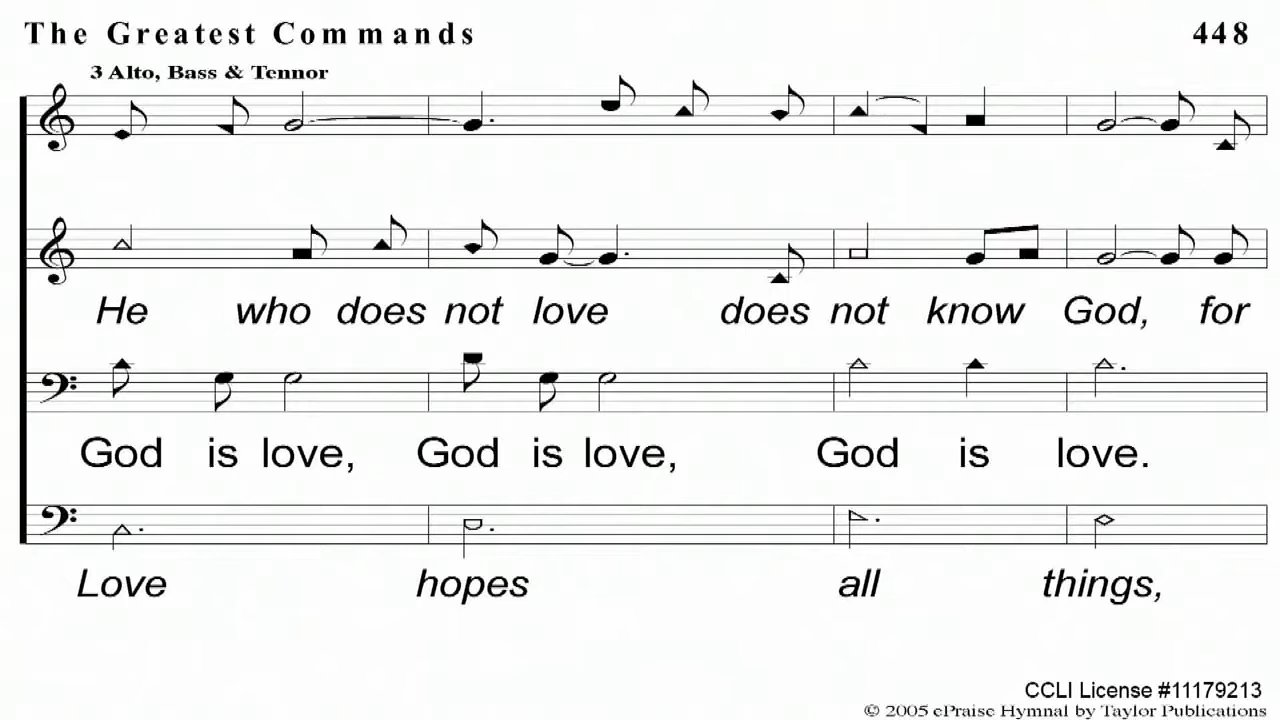 The Greatest Commands 448
3 Alto, Bass & Tennor
He who does not love does not know God, for
God is love, God is love, God is love.
Love hopes all things,
CCLI License #11179213
© 2005 ePraise Hymnal by Taylor Publications